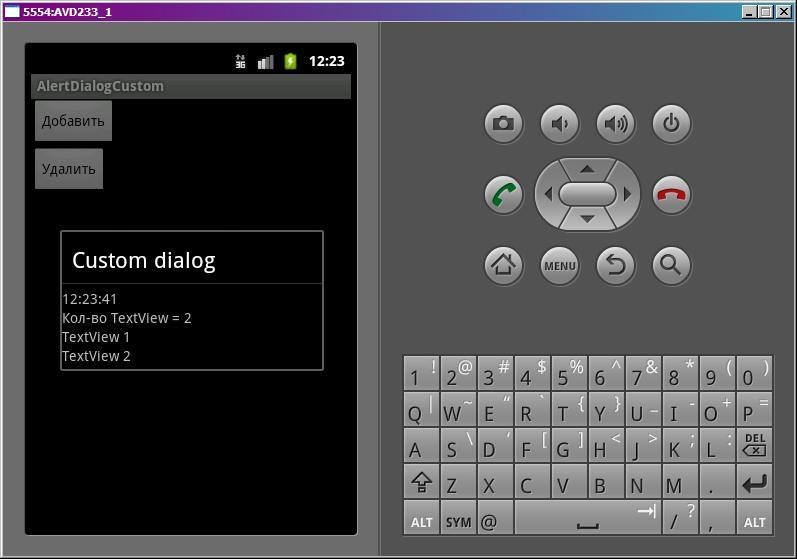 5554:AVD233_1
3G 12:23
AlertDialogCustom
Добавить
Удалить
Custom dialog
12:23:41
Кол-во TextView = 2
TextView 1
TextView 2
MENU
1 ! 2 @ 3 # 4 $ 5 % 6 ^ 7 & 8 * 9 ( 0 )
Q | W ~ E “ R ` T { Y } U _ I - O + P =
A S \ D ‘ F [ G ] H < J > K ; L : DEL
Z X C V B N M .
ALT SYM @ / ? , ALT